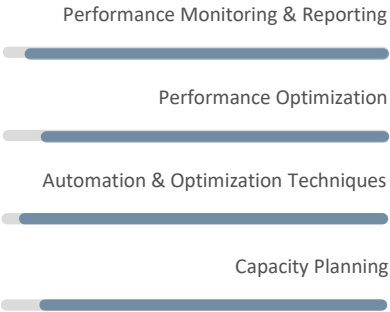 Performance Monitoring & Reporting
Performance Optimization
Automation & Optimization Techniques
Capacity Planning